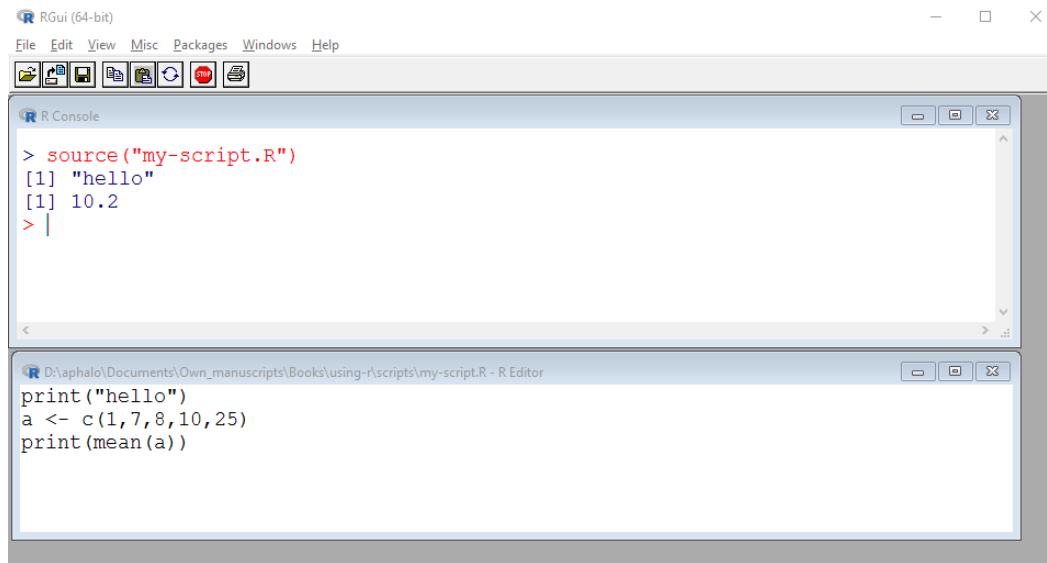 RGui (64-bit)
File Edit View Misc Packages Windows Help
STOP
R Console
> source("my-script.R")
[1] "hello"
[1] 10.2
>
D:\aphalo\Documents\Own_manuscripts\Books\using-r\scripts\my-script.R - R Editor
print("hello")
a <- c(1,7,8,10,25)
print(mean(a))